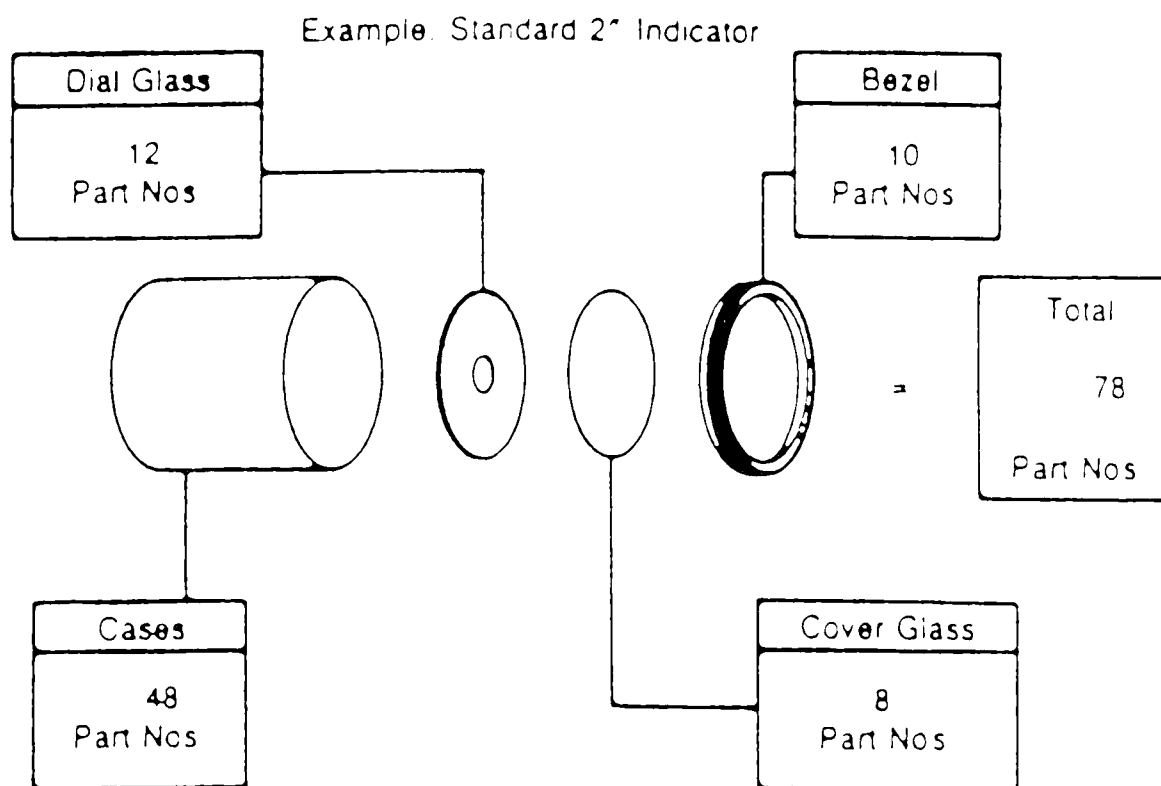 Example. Standard 2" Indicator
Dial Glass
12
Part Nos
Bezel
10
Part Nos
Total
78
Part Nos
=
Cases
48
Part Nos
Cover Glass
8
Part Nos